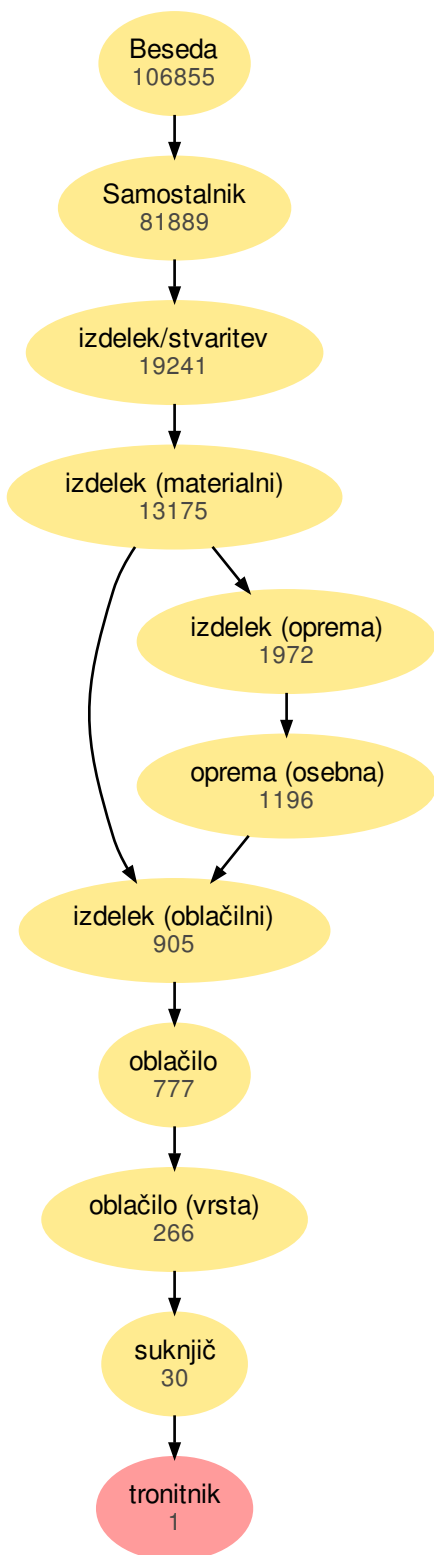 Beseda
106855
Samostalnik
81889
izdelek/stvaritev
19241
izdelek (materialni)
13175
izdelek (oprema)
1972
oprema (osebna)
1196
izdelek (oblačilni)
905
oblačilo
777
oblačilo (vrsta)
266
suknjič
30
tronitnik
1